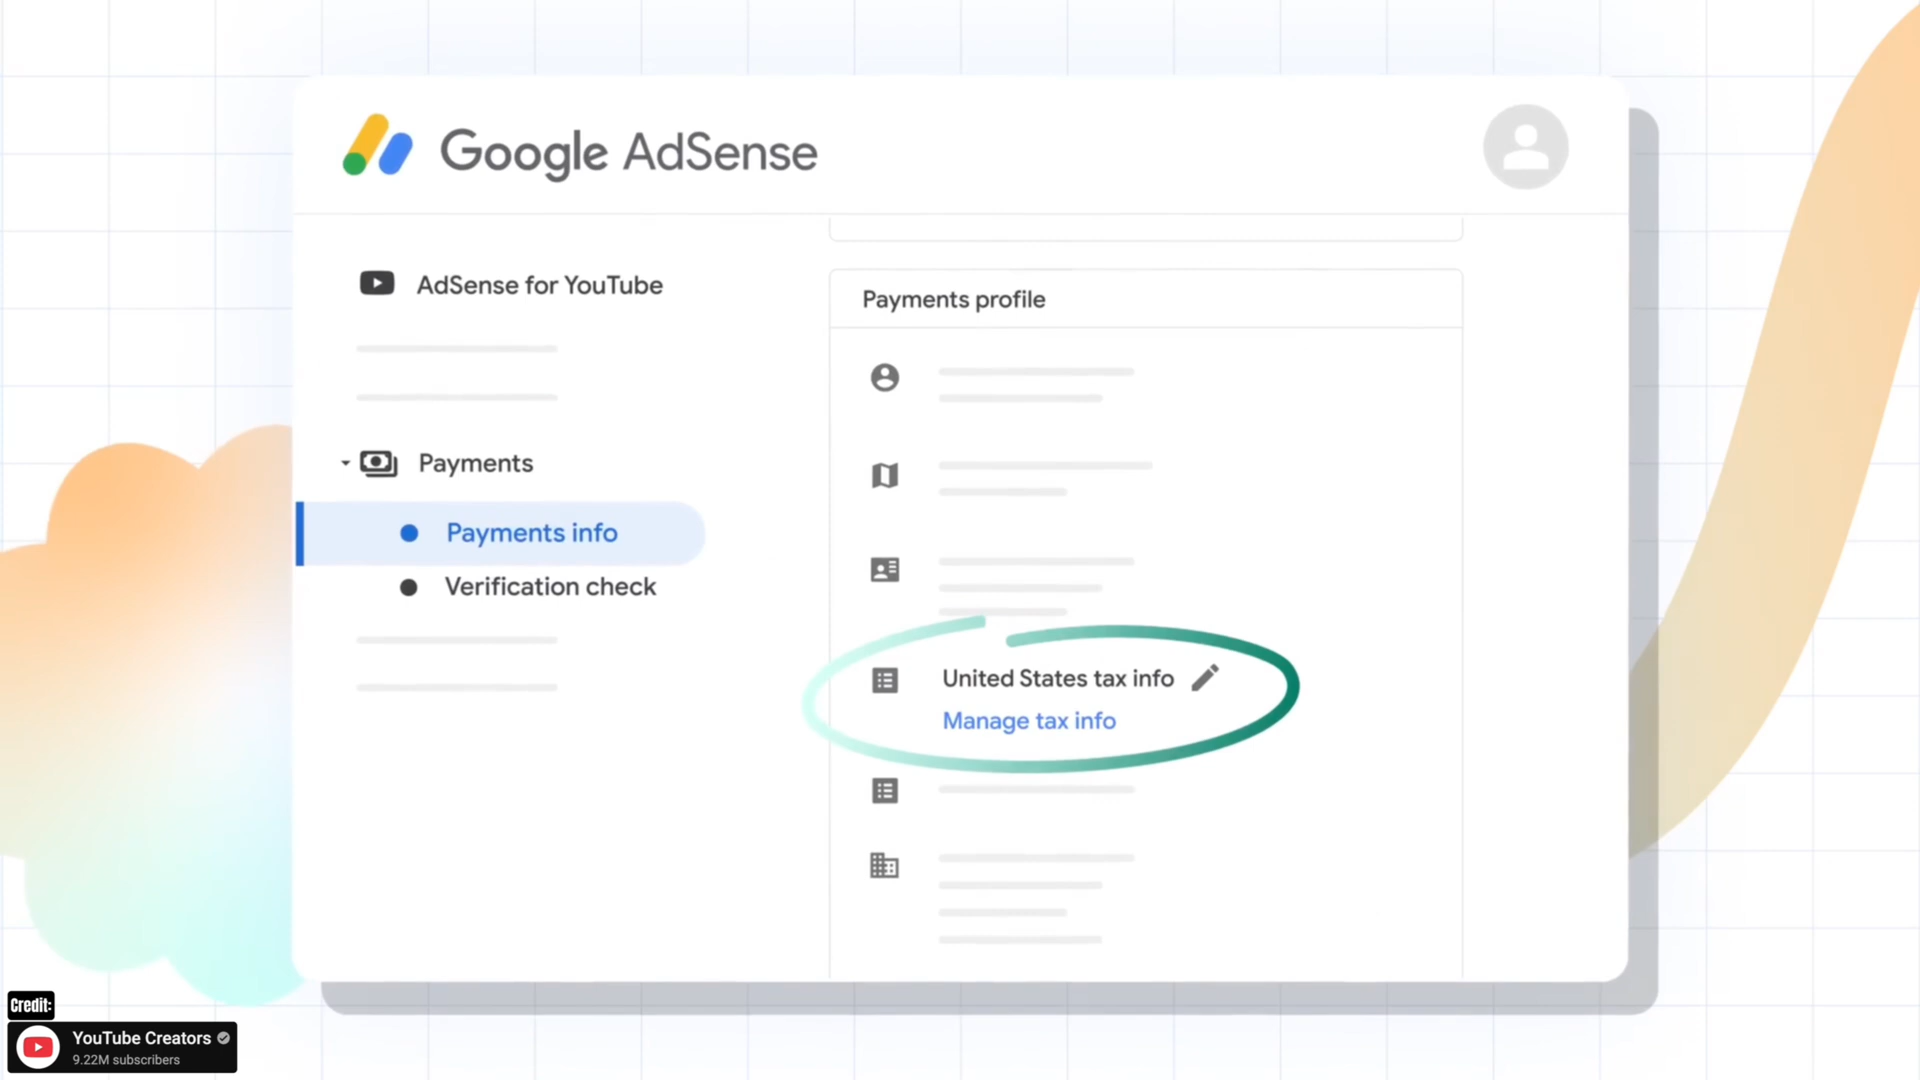 Google AdSense
AdSense for YouTube
Payments
Payments info
Verification check
Payments profile
United States tax info
Manage tax info
Credit:
YouTube Creators
9.22M subscribers